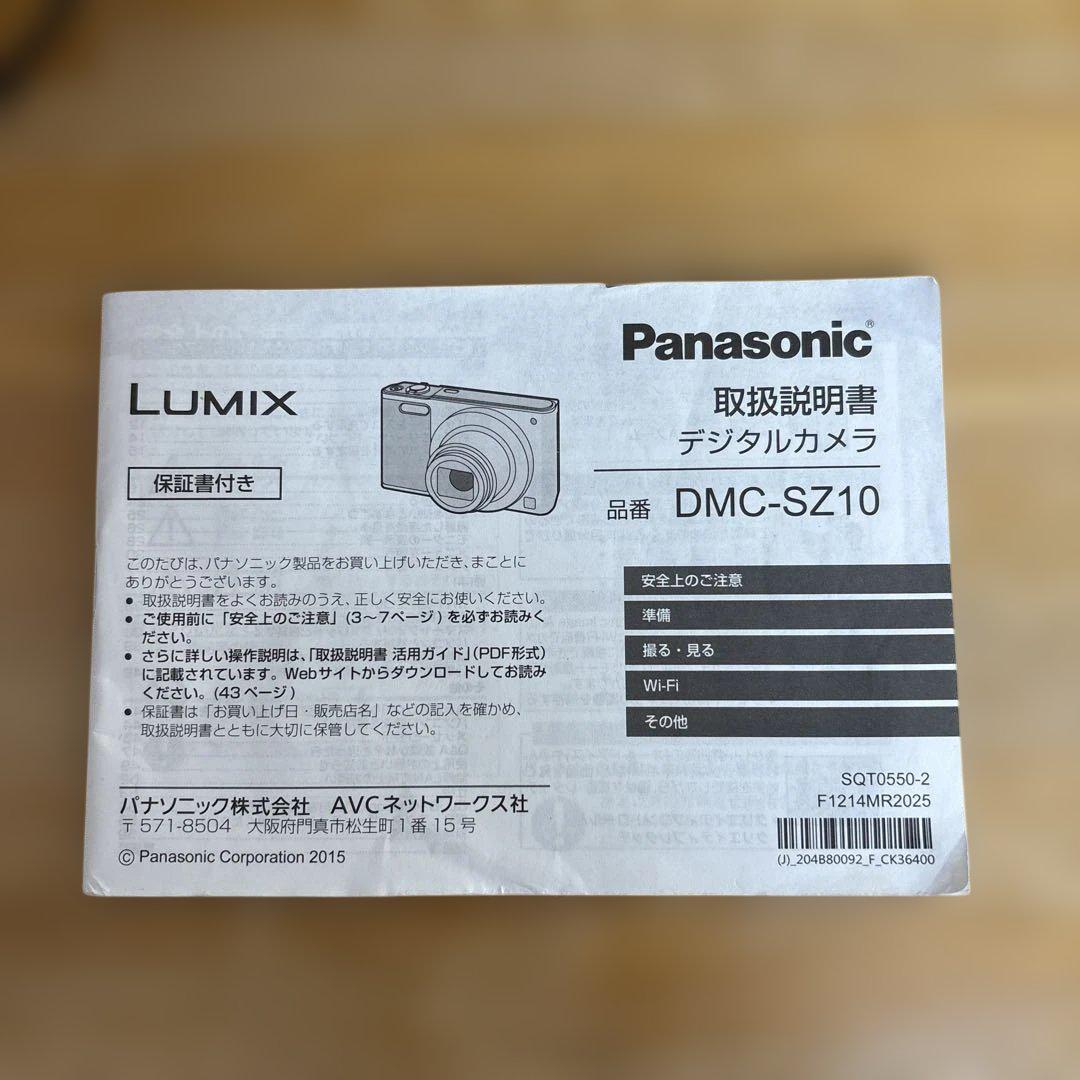 LUMIX
保証書付き
このたびは、パナソニック製品をお買い上げいただき、まことに
ありがとうございます。
● 取扱説明書をよくお読みのうえ、正しく安全にお使いください。
● ご使用前に「安全上のご注意」(3～7ページ)を必ずお読みく
ださい。
● さらに詳しい操作説明は、「取扱説明書 活用ガイド」(PDF形式)
に記載されています。Webサイトからダウンロードしてお読み
ください。(43ページ)
● 保証書は「お買い上げ日・販売店名」などの記入を確かめ、
取扱説明書とともに大切に保管してください。
パナソニック株式会社 AVCネットワークス社
〒571-8504 大阪府門真市松生町1番15号
© Panasonic Corporation 2015
Panasonic®
取扱説明書
デジタルカメラ
品番 DMC-SZ10
安全上のご注意
準備
撮る・見る
Wi-Fi
その他
SQT0550-2
F1214MR2025
(J)_204B80092_F_CK36400